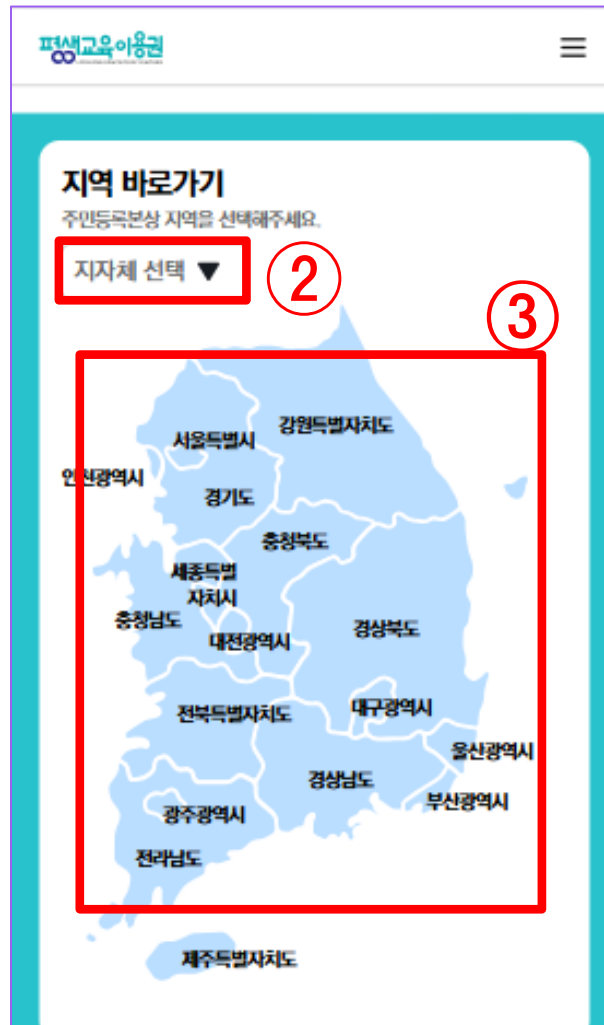 평생교육이용권
지역 바로가기
주민등록본상 지역을 선택해주세요.
지자체 선택 ▼
②
③
서울특별시
강원특별자치도
인천광역시
경기도
충청북도
세종특별
자치시
충청남도
대전광역시
경상북도
전북특별자치도
대구광역시
울산광역시
경상남도
부산광역시
광주광역시
전라남도
제주특별자치도